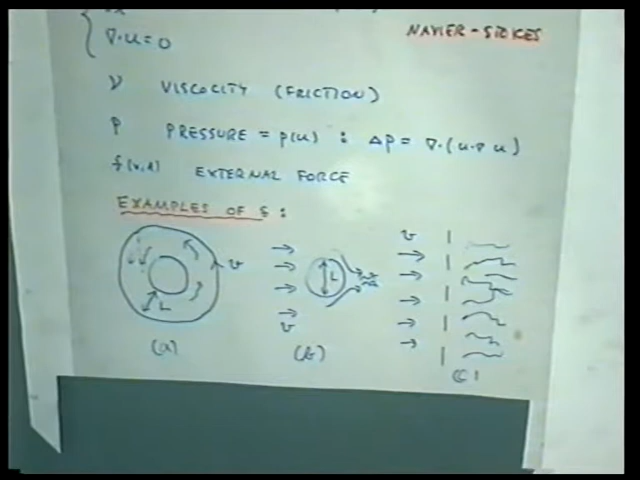 NAVIER-STOKES
∇·u=0
ν VISCOCITY (FRICTION)
p PRESSURE = p(u) : Δp= ∇·(u·∇u)
f(x,t) EXTERNAL FORCE
EXAMPLES OF f:
v
L
(a)
L
v
(b)
v
(c)